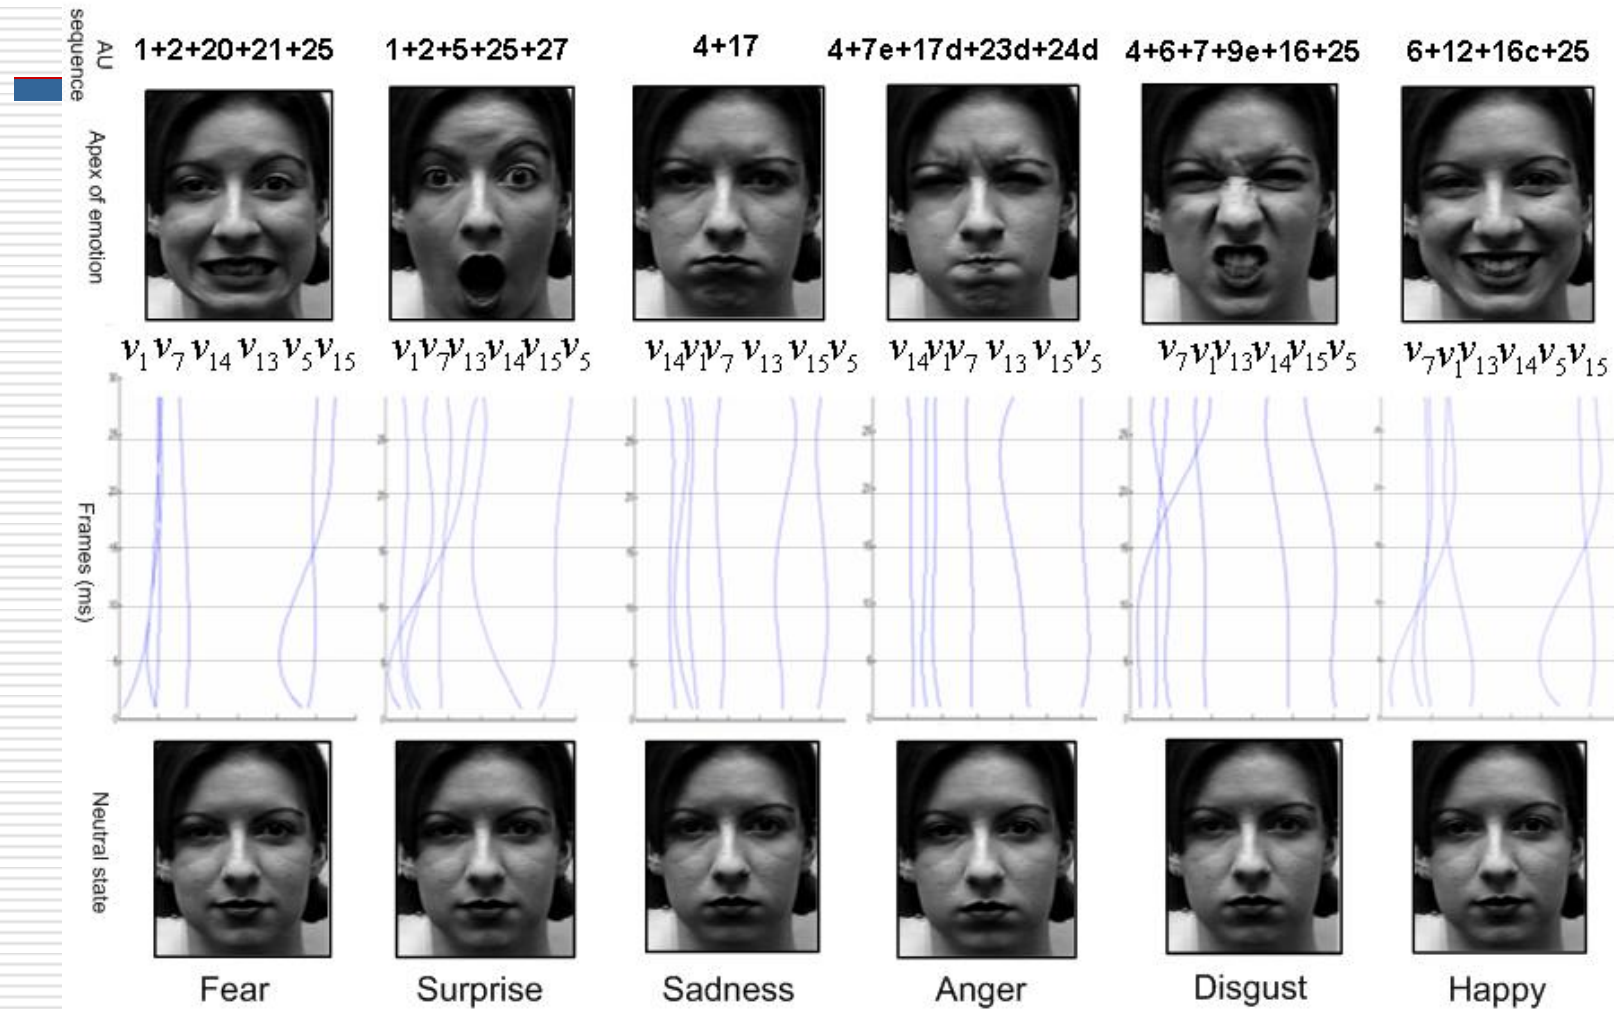 AU sequence
1+2+20+21+25
1+2+5+25+27
4+17
4+7e+17d+23d+24d
4+6+7+9e+16+25
6+12+16c+25
Apex of emotion
v1 v7 v14 v13 v5 v15
v1 v7 v13 v14 v15 v5
v14 v1 v7 v13 v15 v5
v14 v1 v7 v13 v15 v5
v7 v1 v13 v14 v15 v5
v7 v1 v13 v14 v5 v15
Frames (ms)
Neutral state
Fear
Surprise
Sadness
Anger
Disgust
Happy